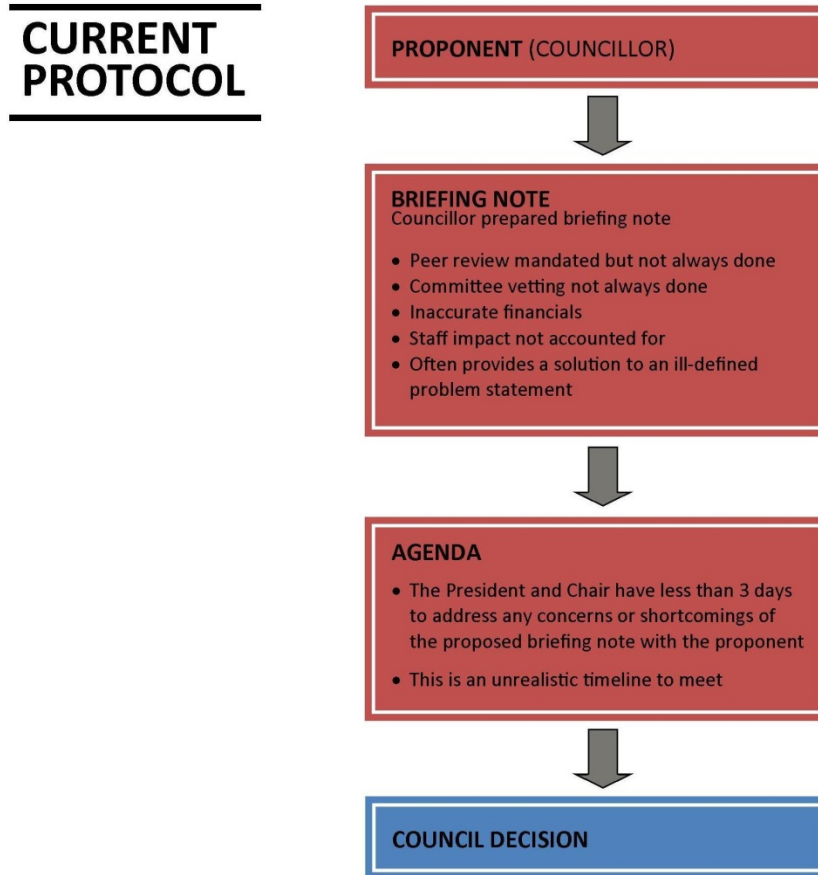 CURRENT
PROTOCOL
PROPONENT (COUNCILLOR)
BRIEFING NOTE
Councillor prepared briefing note
• Peer review mandated but not always done
• Committee vetting not always done
• Inaccurate financials
• Staff impact not accounted for
• Often provides a solution to an ill-defined
problem statement
AGENDA
• The President and Chair have less than 3 days
to address any concerns or shortcomings of
the proposed briefing note with the proponent
• This is an unrealistic timeline to meet
COUNCIL DECISION